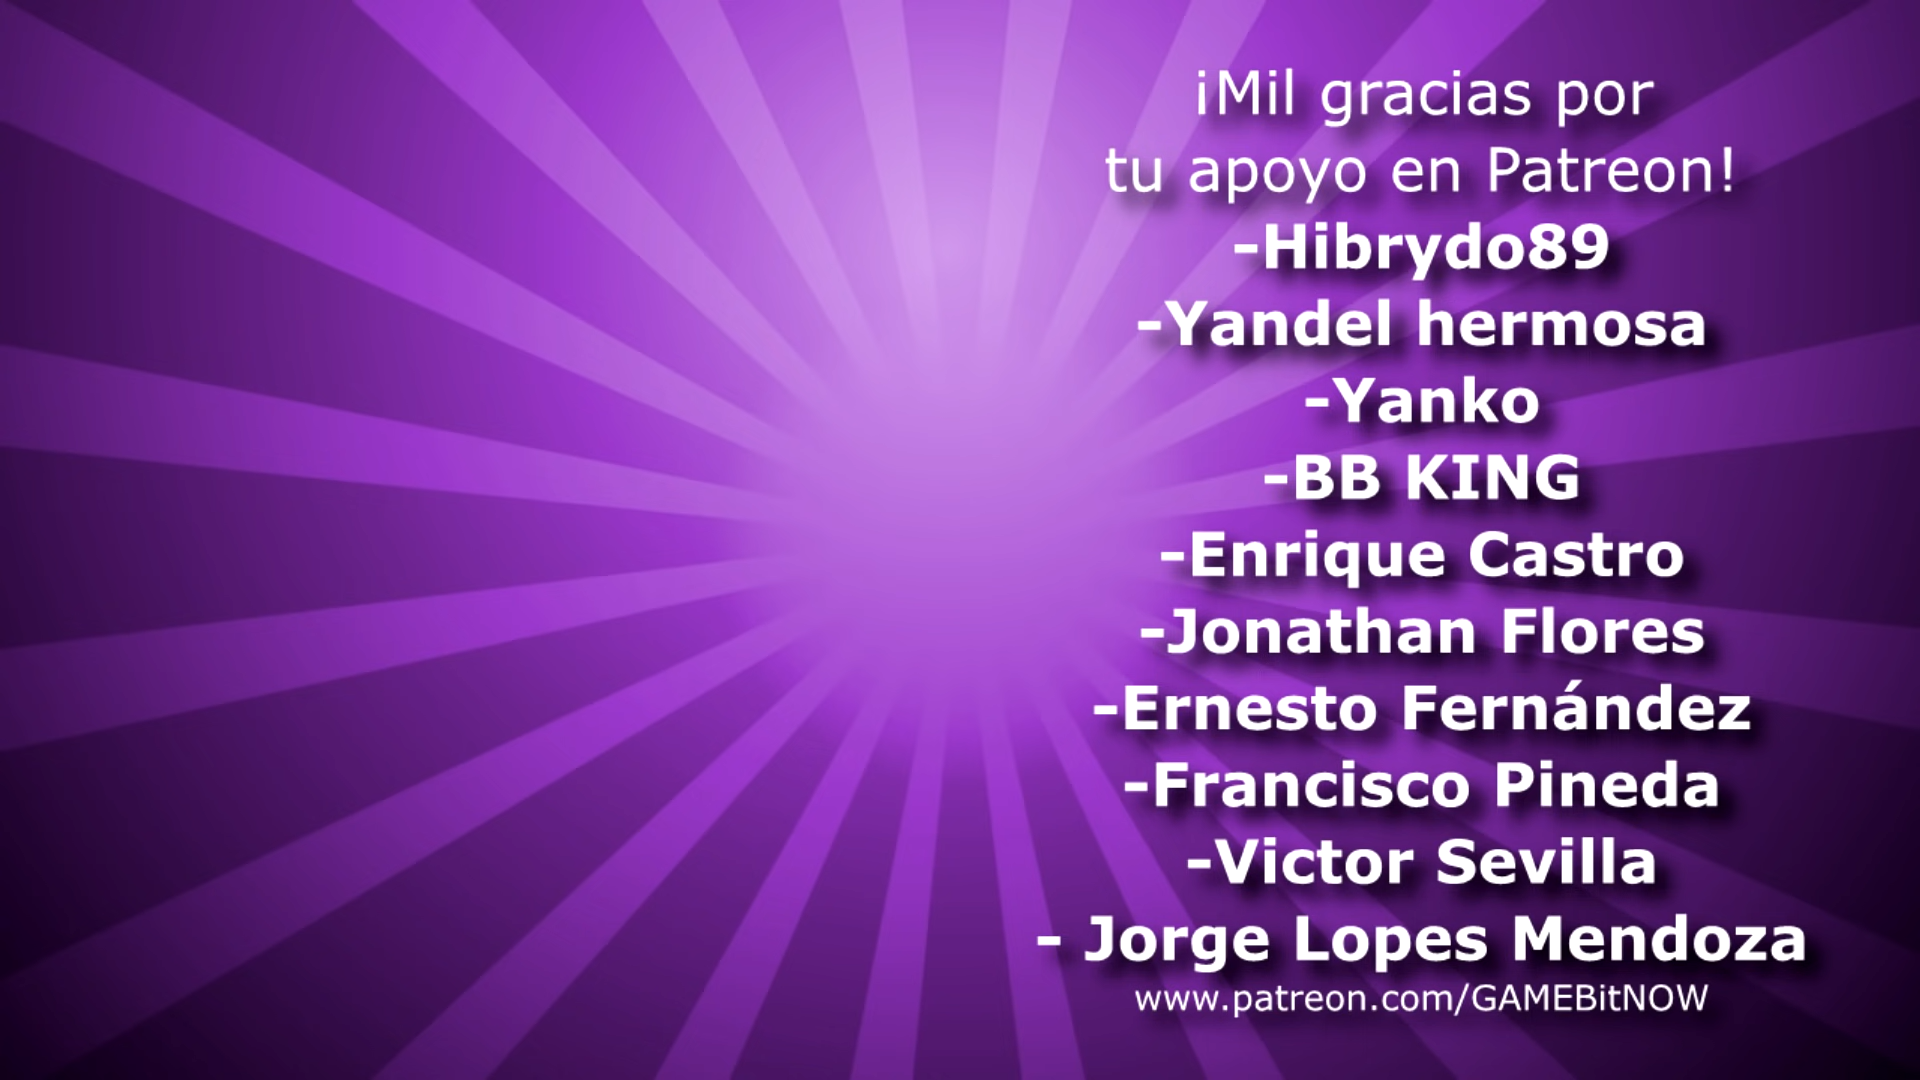 ¡Mil gracias por
tu apoyo en Patreon!
-Hibrydo89
-Yandel hermosa
-Yanko
-BB KING
-Enrique Castro
-Jonathan Flores
-Ernesto Fernández
-Francisco Pineda
-Victor Sevilla
- Jorge Lopes Mendoza
www.patreon.com/GAMEBitNOW